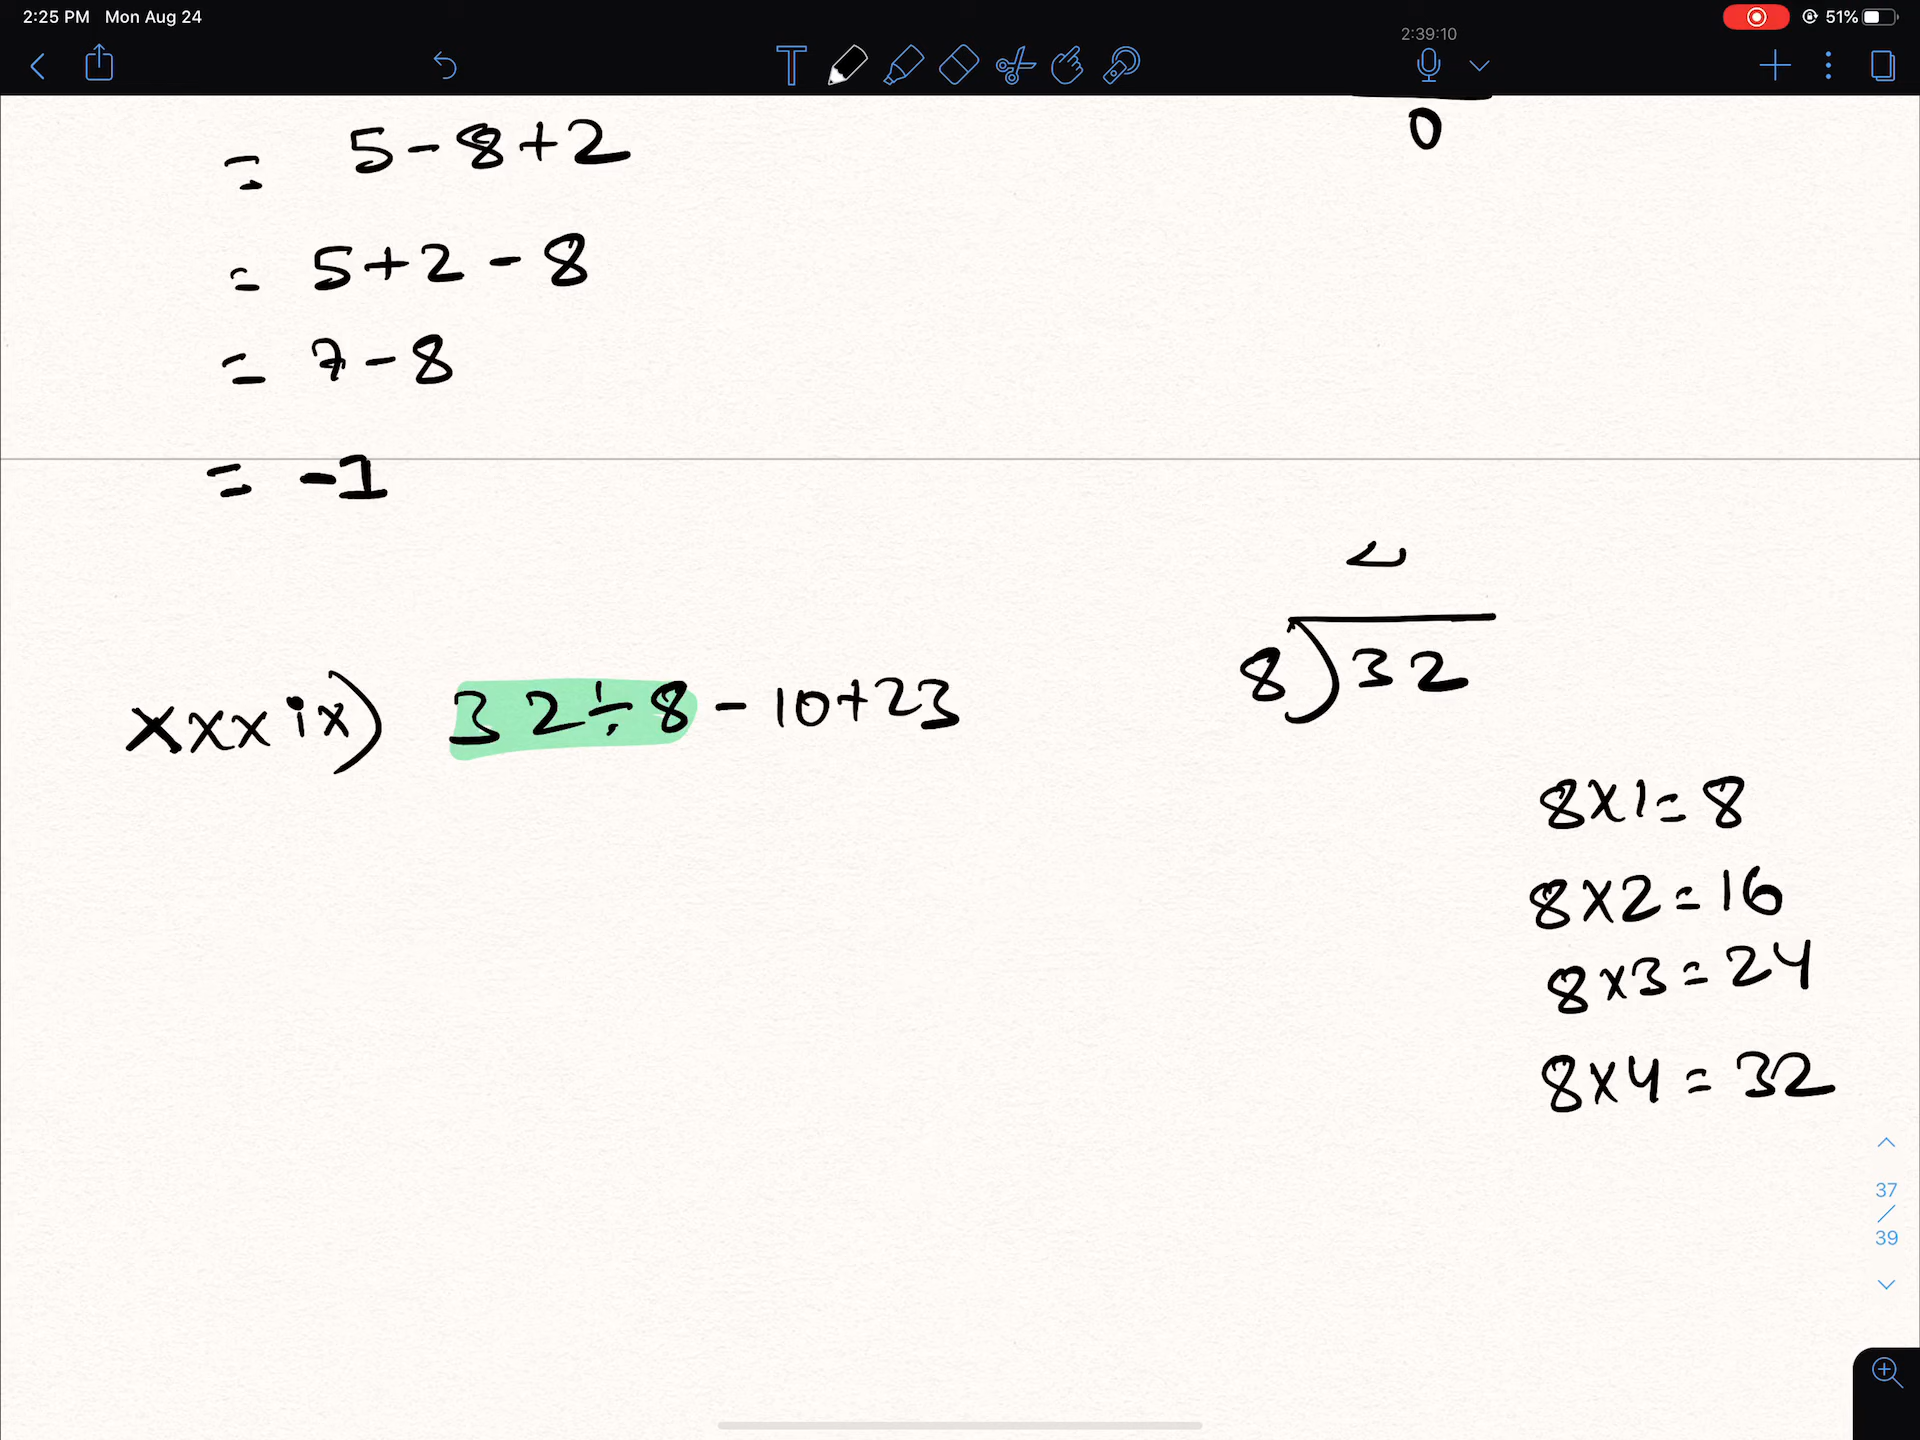 2:25 PM Mon Aug 24
51%
2:39:10
T
= 5-8+2
0
= 5+2-8
= 7-8
= -1
8)32
xxxix) 32÷8-10+23
8x1=8
8x2=16
8x3=24
8x4=32
37
/
39